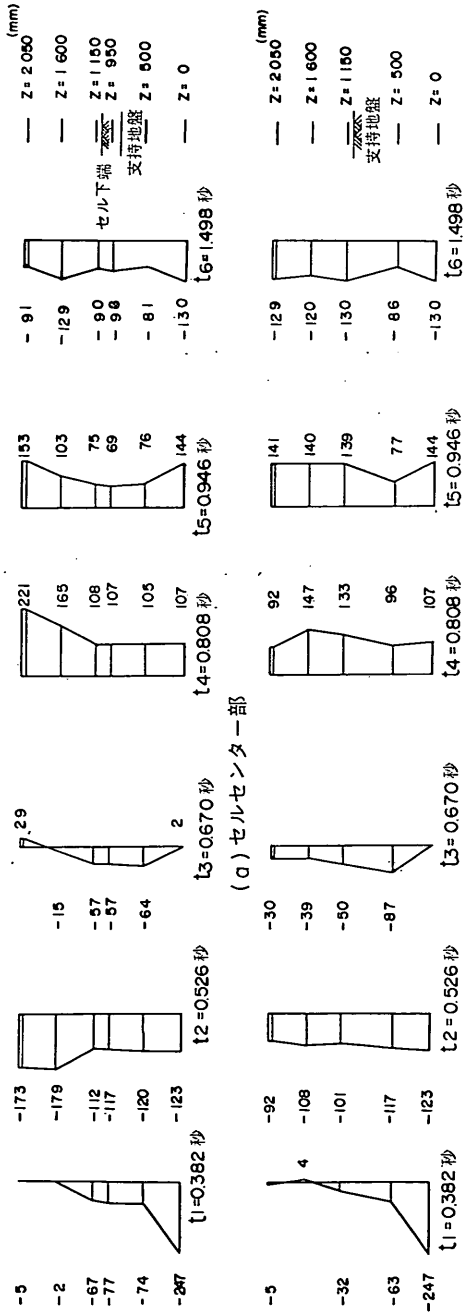 (mm)
-5 -173 29 221 153 -91 Z=2050
-2 -179 -15 165 103 -129 Z=1600
-67 -112 -57 108 75 -90 セル下端 Z=1150
-77 -117 -57 107 69 -98 Z=950
支持地盤
-74 -120 -64 105 76 -81 Z=500
-247 -123 2 107 144 -130 Z=0
t1=0.382秒 t2=0.526秒 t3=0.670秒 t4=0.808秒 t5=0.946秒 t6=1.498秒
(a) セルセンター部
(mm)
-5 -92 -30 92 141 -129 Z=2050
4 -108 -39 147 140 -120 Z=1600
-32 -101 -50 133 139 -130 Z=1150
支持地盤
-63 -117 -87 96 77 -86 Z=500
-247 -123 107 144 -130 Z=0
t1=0.382秒 t2=0.526秒 t3=0.670秒 t4=0.808秒 t5=0.946秒 t6=1.498秒